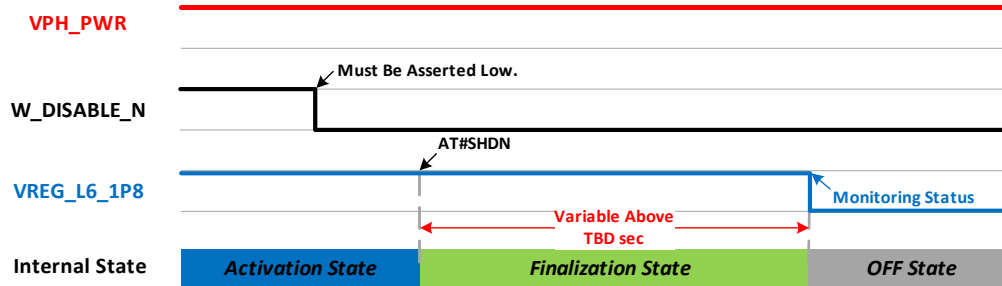 VPH_PWR
Must Be Asserted Low.
W_DISABLE_N
AT#SHDN
VREG_L6_1P8
Monitoring Status
Variable Above
TBD sec
Internal State
Activation State
Finalization State
OFF State